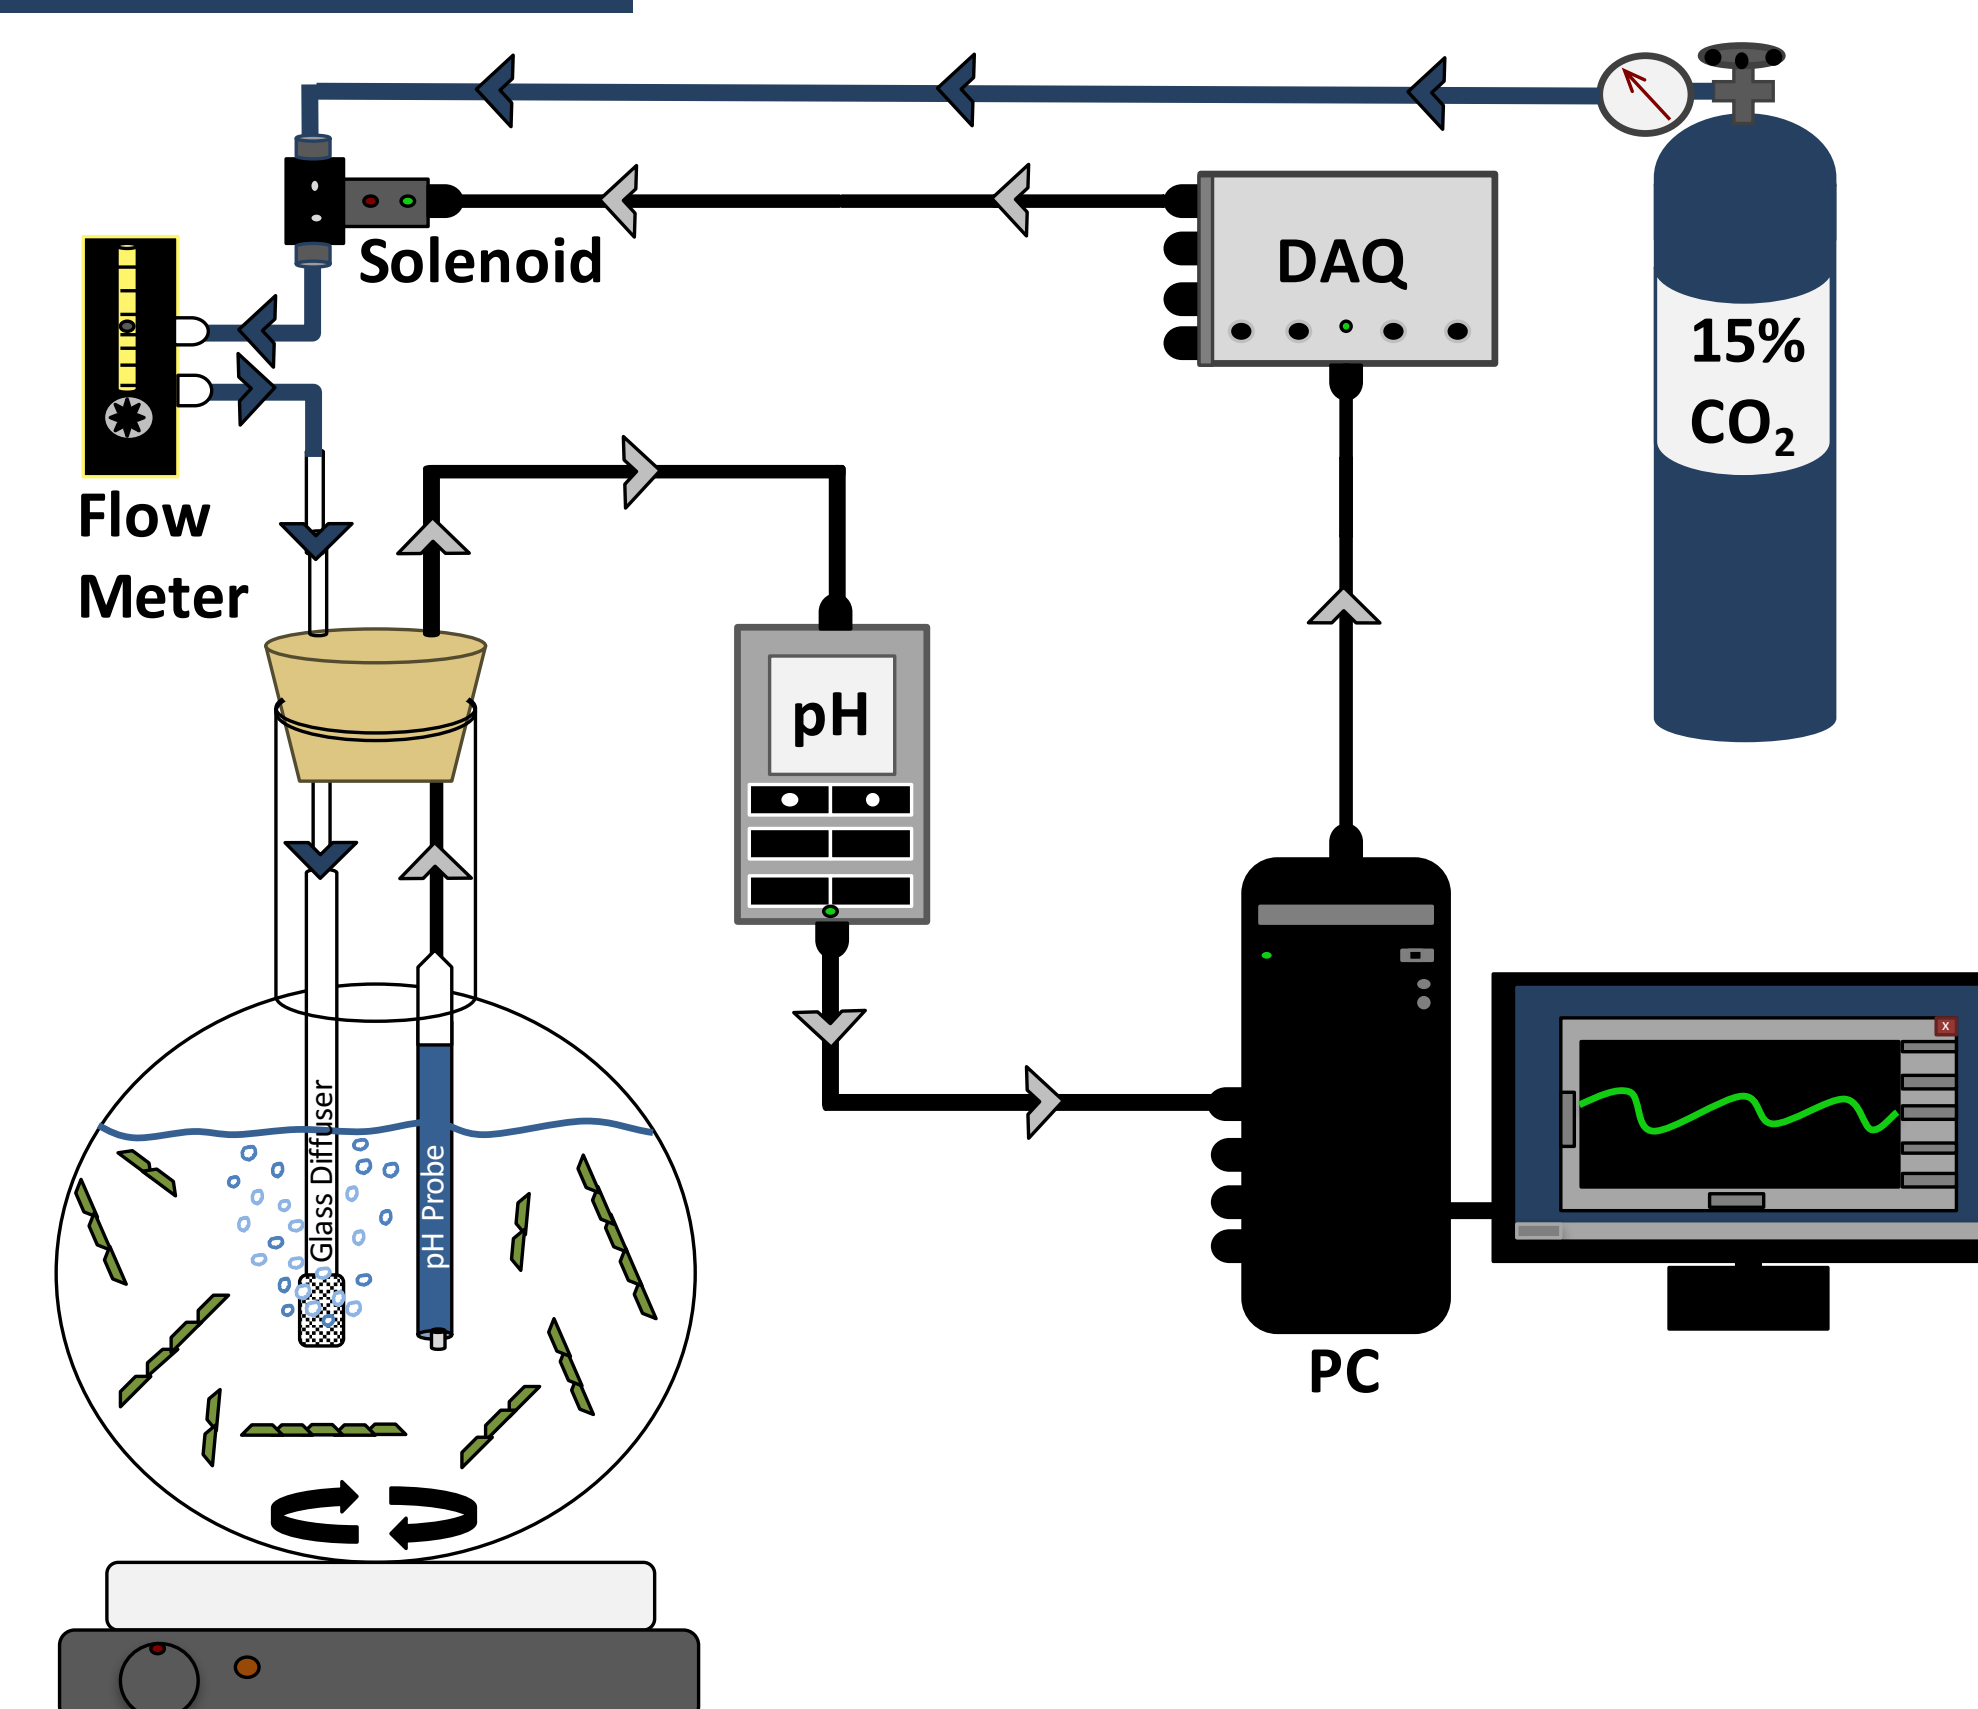 Solenoid
DAQ
15%
CO₂
Flow
Meter
pH
Glass Diffuser
pH Probe
X
PC